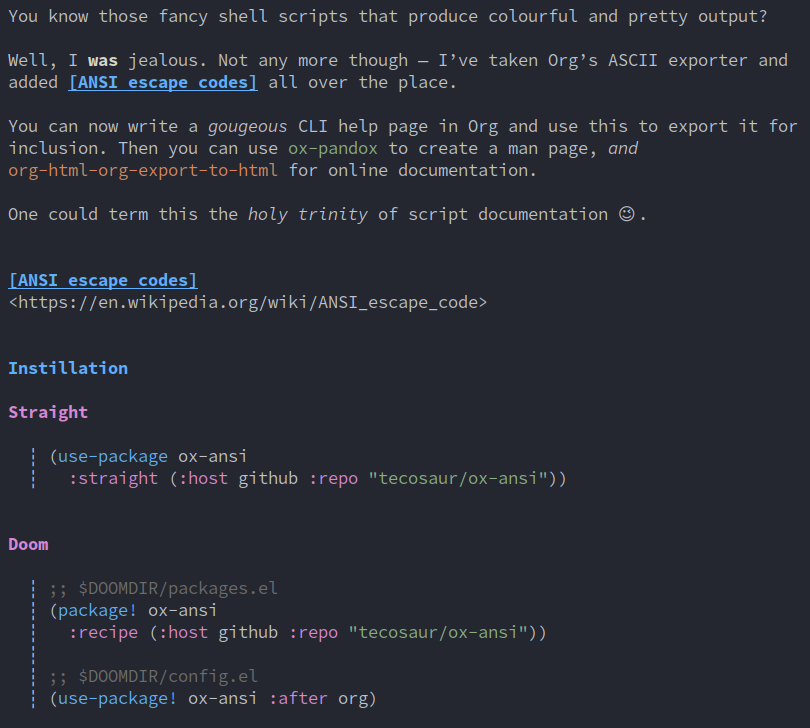 You know those fancy shell scripts that produce colourful and pretty output?
Well, I was jealous. Not any more though — I’ve taken Org’s ASCII exporter and
added [ANSI escape codes] all over the place.
You can now write a gougeous CLI help page in Org and use this to export it for
inclusion. Then you can use ox-pandox to create a man page, and
org-html-org-export-to-html for online documentation.
One could term this the holy trinity of script documentation 😉.
[ANSI escape codes]
<https://en.wikipedia.org/wiki/ANSI_escape_code>
Instillation
Straight
(use-package ox-ansi
:straight (:host github :repo "tecosaur/ox-ansi"))
Doom
;; $DOOMDIR/packages.el
(package! ox-ansi
:recipe (:host github :repo "tecosaur/ox-ansi"))
;; $DOOMDIR/config.el
(use-package! ox-ansi :after org)